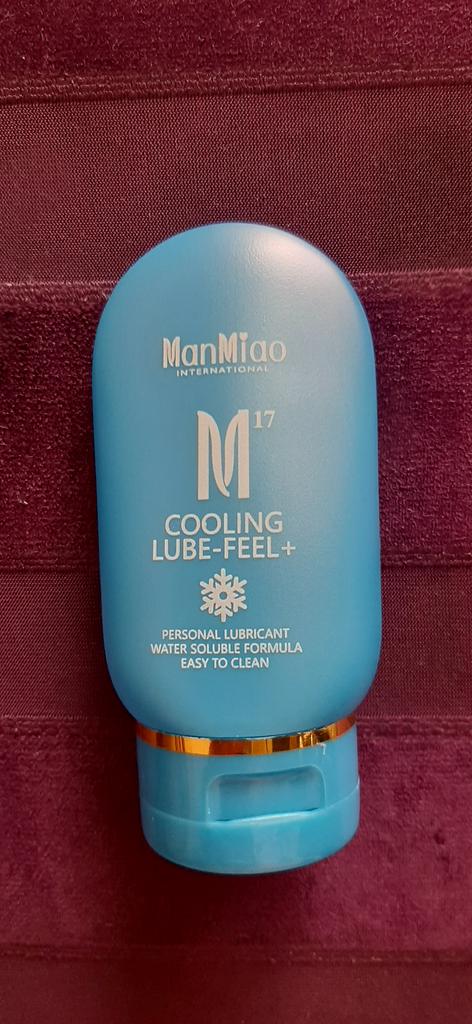 ManMiao
INTERNATIONAL
M17
COOLING
LUBE-FEEL+
PERSONAL LUBRICANT
WATER SOLUBLE FORMULA
EASY TO CLEAN